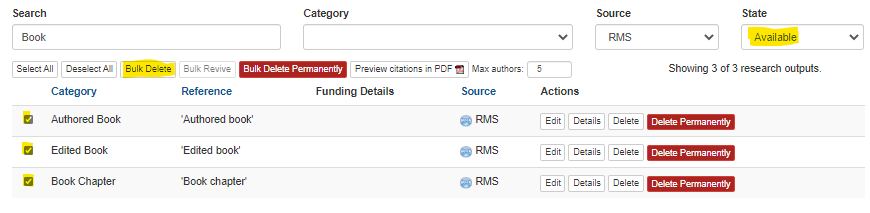 Search Category Source State
Book RMS Available
Select All Deselect All Bulk Delete Bulk Revive Bulk Delete Permanently Preview citations in PDF Max authors: 5 Showing 3 of 3 research outputs.
Category Reference Funding Details Source Actions
Authored Book 'Authored book' RMS Edit Details Delete Delete Permanently
Edited Book 'Edited book' RMS Edit Details Delete Delete Permanently
Book Chapter 'Book chapter' RMS Edit Details Delete Delete Permanently